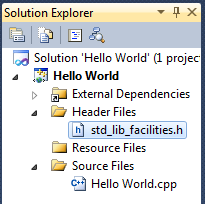 Solution Explorer
Solution 'Hello World' (1 projec
Hello World
External Dependencies
Header Files
std_lib_facilities.h
Resource Files
Source Files
Hello World.cpp